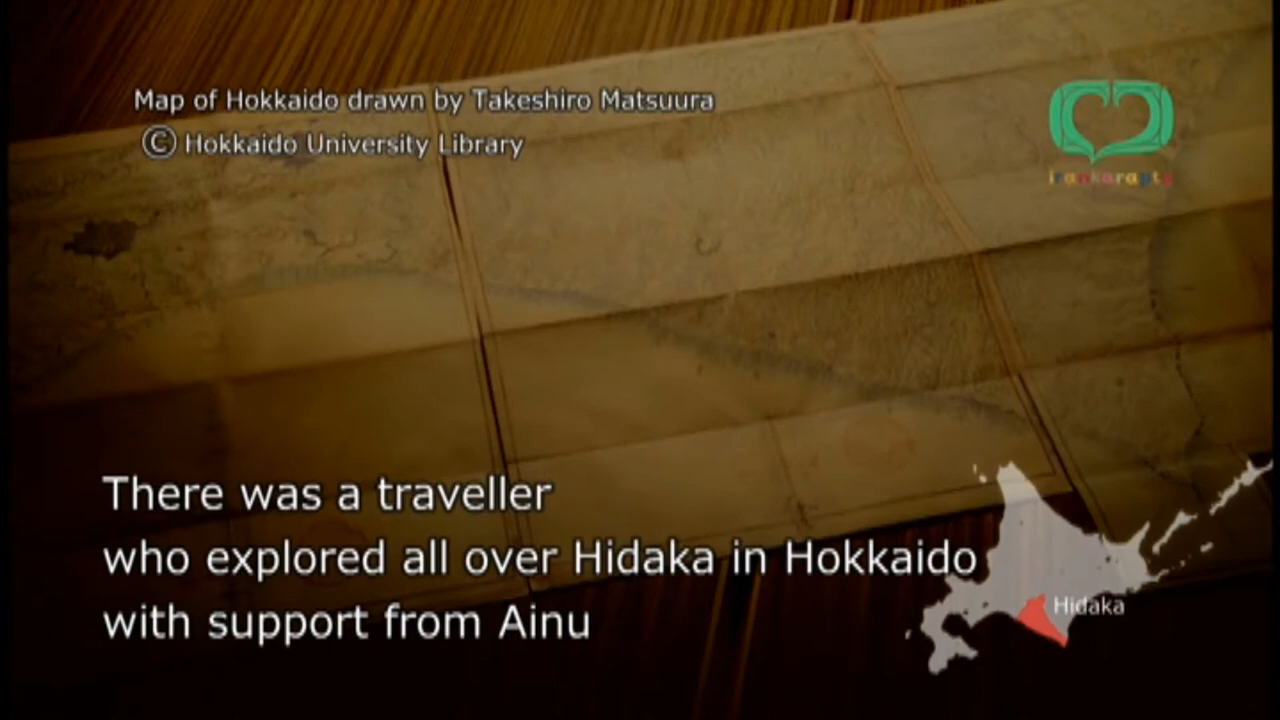 Map of Hokkaido drawn by Takeshiro Matsuura
© Hokkaido University Library
irankarapte
There was a traveller
who explored all over Hidaka in Hokkaido
with support from Ainu
Hidaka